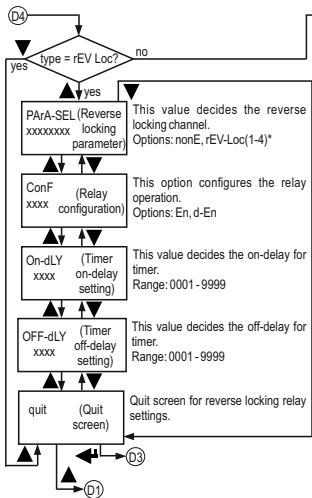 D4
type = rEV Loc?
no
yes
yes
PArA-SEL (Reverse
xxxxxxxx locking
parameter)
This value decides the reverse
locking channel.
Options: nonE, rEV-Loc(1-4)*
ConF (Relay
xxxx configuration)
This option configures the relay
operation.
Options: En, d-En
On-dLY (Timer
xxxx on-delay
setting)
This value decides the on-delay for
timer.
Range: 0001 - 9999
OFF-dLY (Timer
xxxx off-delay
setting)
This value decides the off-delay for
timer.
Range: 0001 - 9999
quit (Quit
screen)
Quit screen for reverse locking relay
settings.
D3
D1